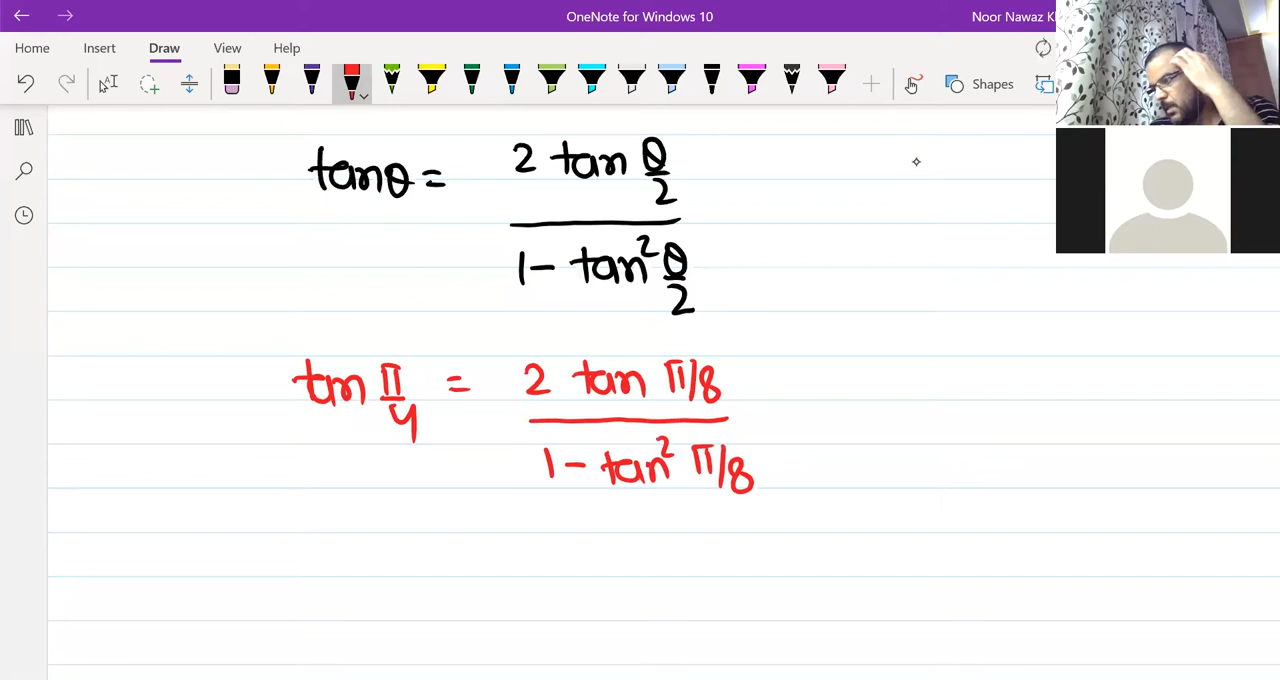 OneNote for Windows 10
Noor Nawaz K
Home Insert Draw View Help
Shapes
tanθ = 2 tan θ/2
1 - tan² θ/2
tan π/4 = 2 tan π/8
1 - tan² π/8